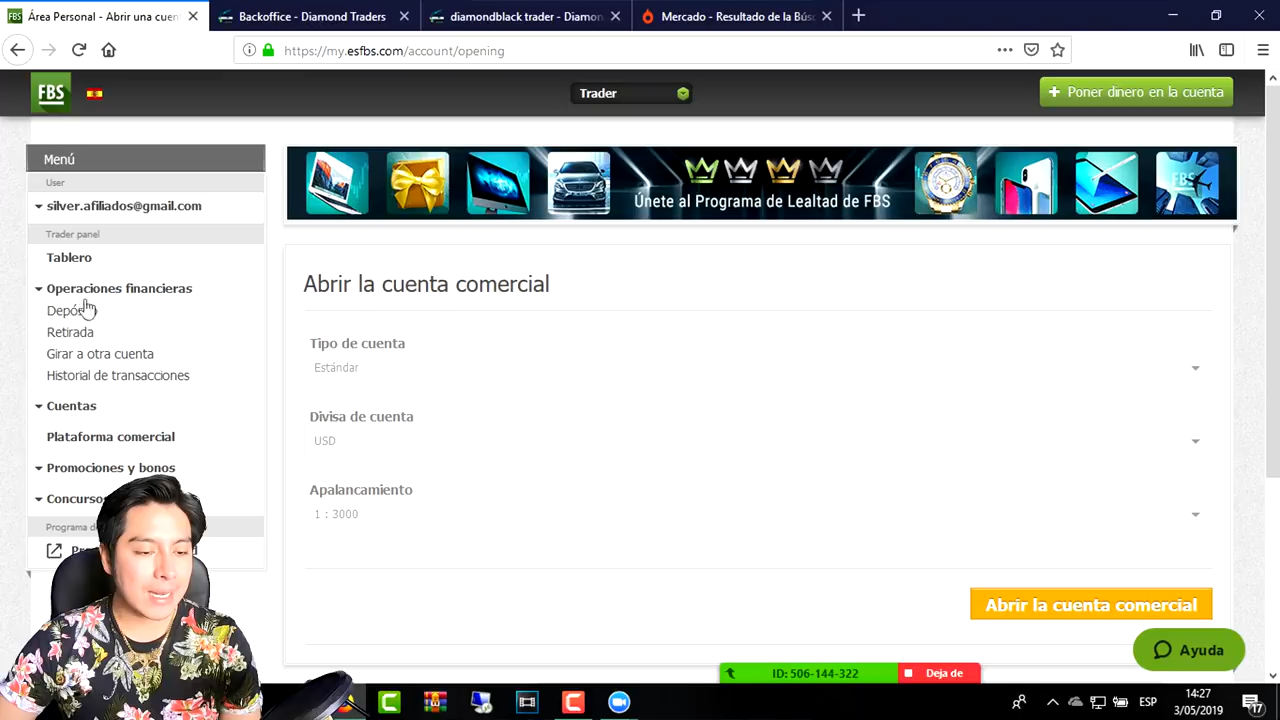 Área Personal - Abrir una cuen
Backoffice - Diamond Traders
diamondblack trader - Diamon
Mercado - Resultado de la Bús
https://my.esfbs.com/account/opening
FBS
Trader
Poner dinero en la cuenta
Menú
User
silver.afiliados@gmail.com
Trader panel
Tablero
Operaciones financieras
Retirada
Girar a otra cuenta
Historial de transacciones
Cuentas
Plataforma comercial
Promociones y bonos
Concursos
Programa
Únete al Programa de Lealtad de FBS
FBS
Abrir la cuenta comercial
Tipo de cuenta
Estándar
Divisa de cuenta
USD
Apalancamiento
1 : 3000
Abrir la cuenta comercial
Ayuda
ID: 506-144-322
Deja de
ESP
14:27
3/05/2019
17